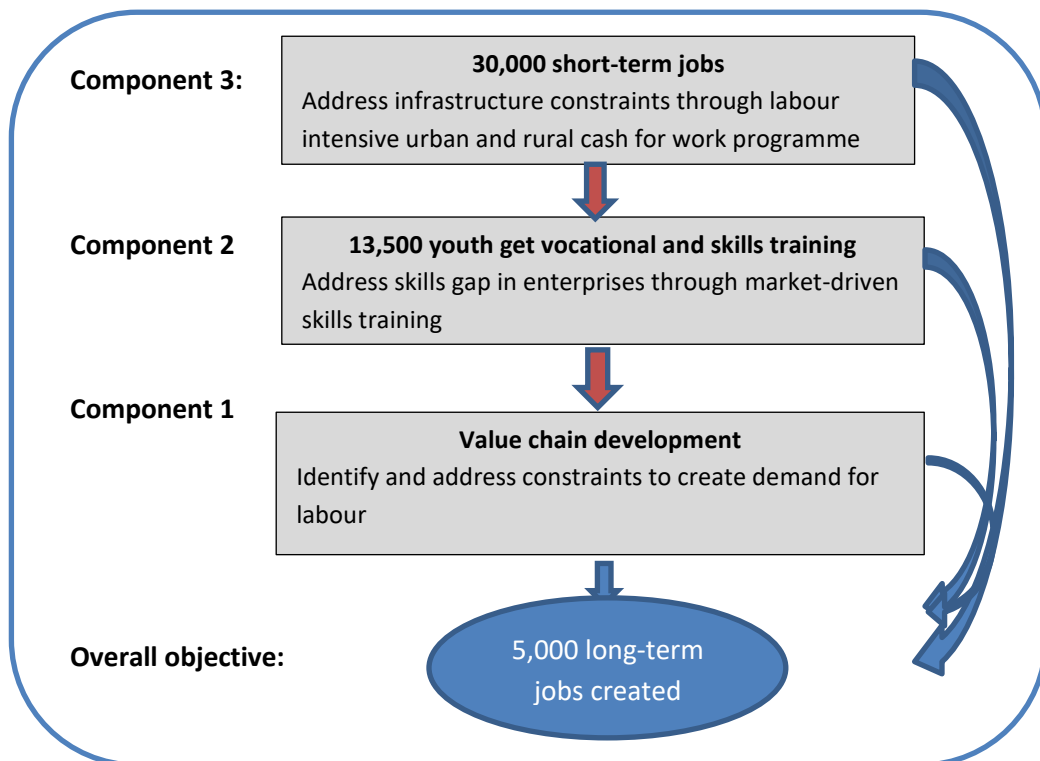 Component 3:
30,000 short-term jobs
Address infrastructure constraints through labour
intensive urban and rural cash for work programme
Component 2
13,500 youth get vocational and skills training
Address skills gap in enterprises through market-driven
skills training
Component 1
Value chain development
Identify and address constraints to create demand for
labour
Overall objective:
5,000 long-term
jobs created